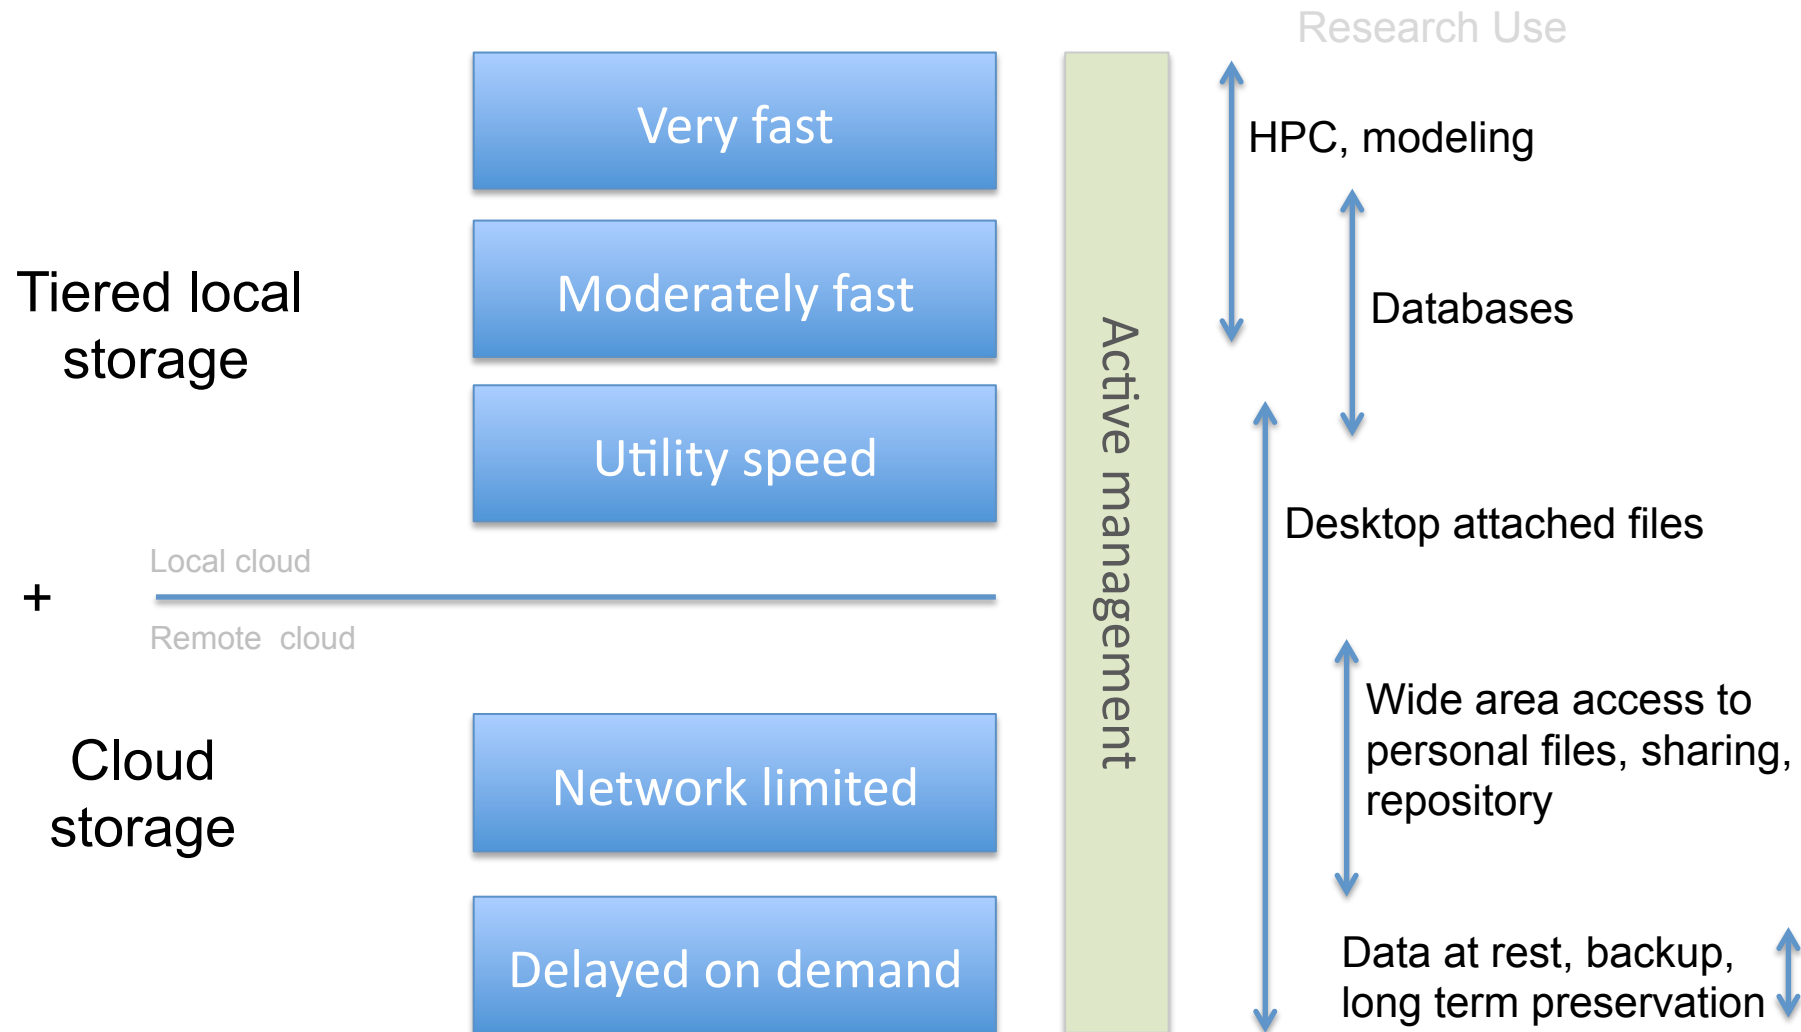 Research Use
Very fast
HPC, modeling
Tiered local
storage
Moderately fast
Databases
Active management
Utility speed
Desktop attached files
Local cloud
+
Remote cloud
Cloud
storage
Network limited
Wide area access to
personal files, sharing,
repository
Delayed on demand
Data at rest, backup,
long term preservation